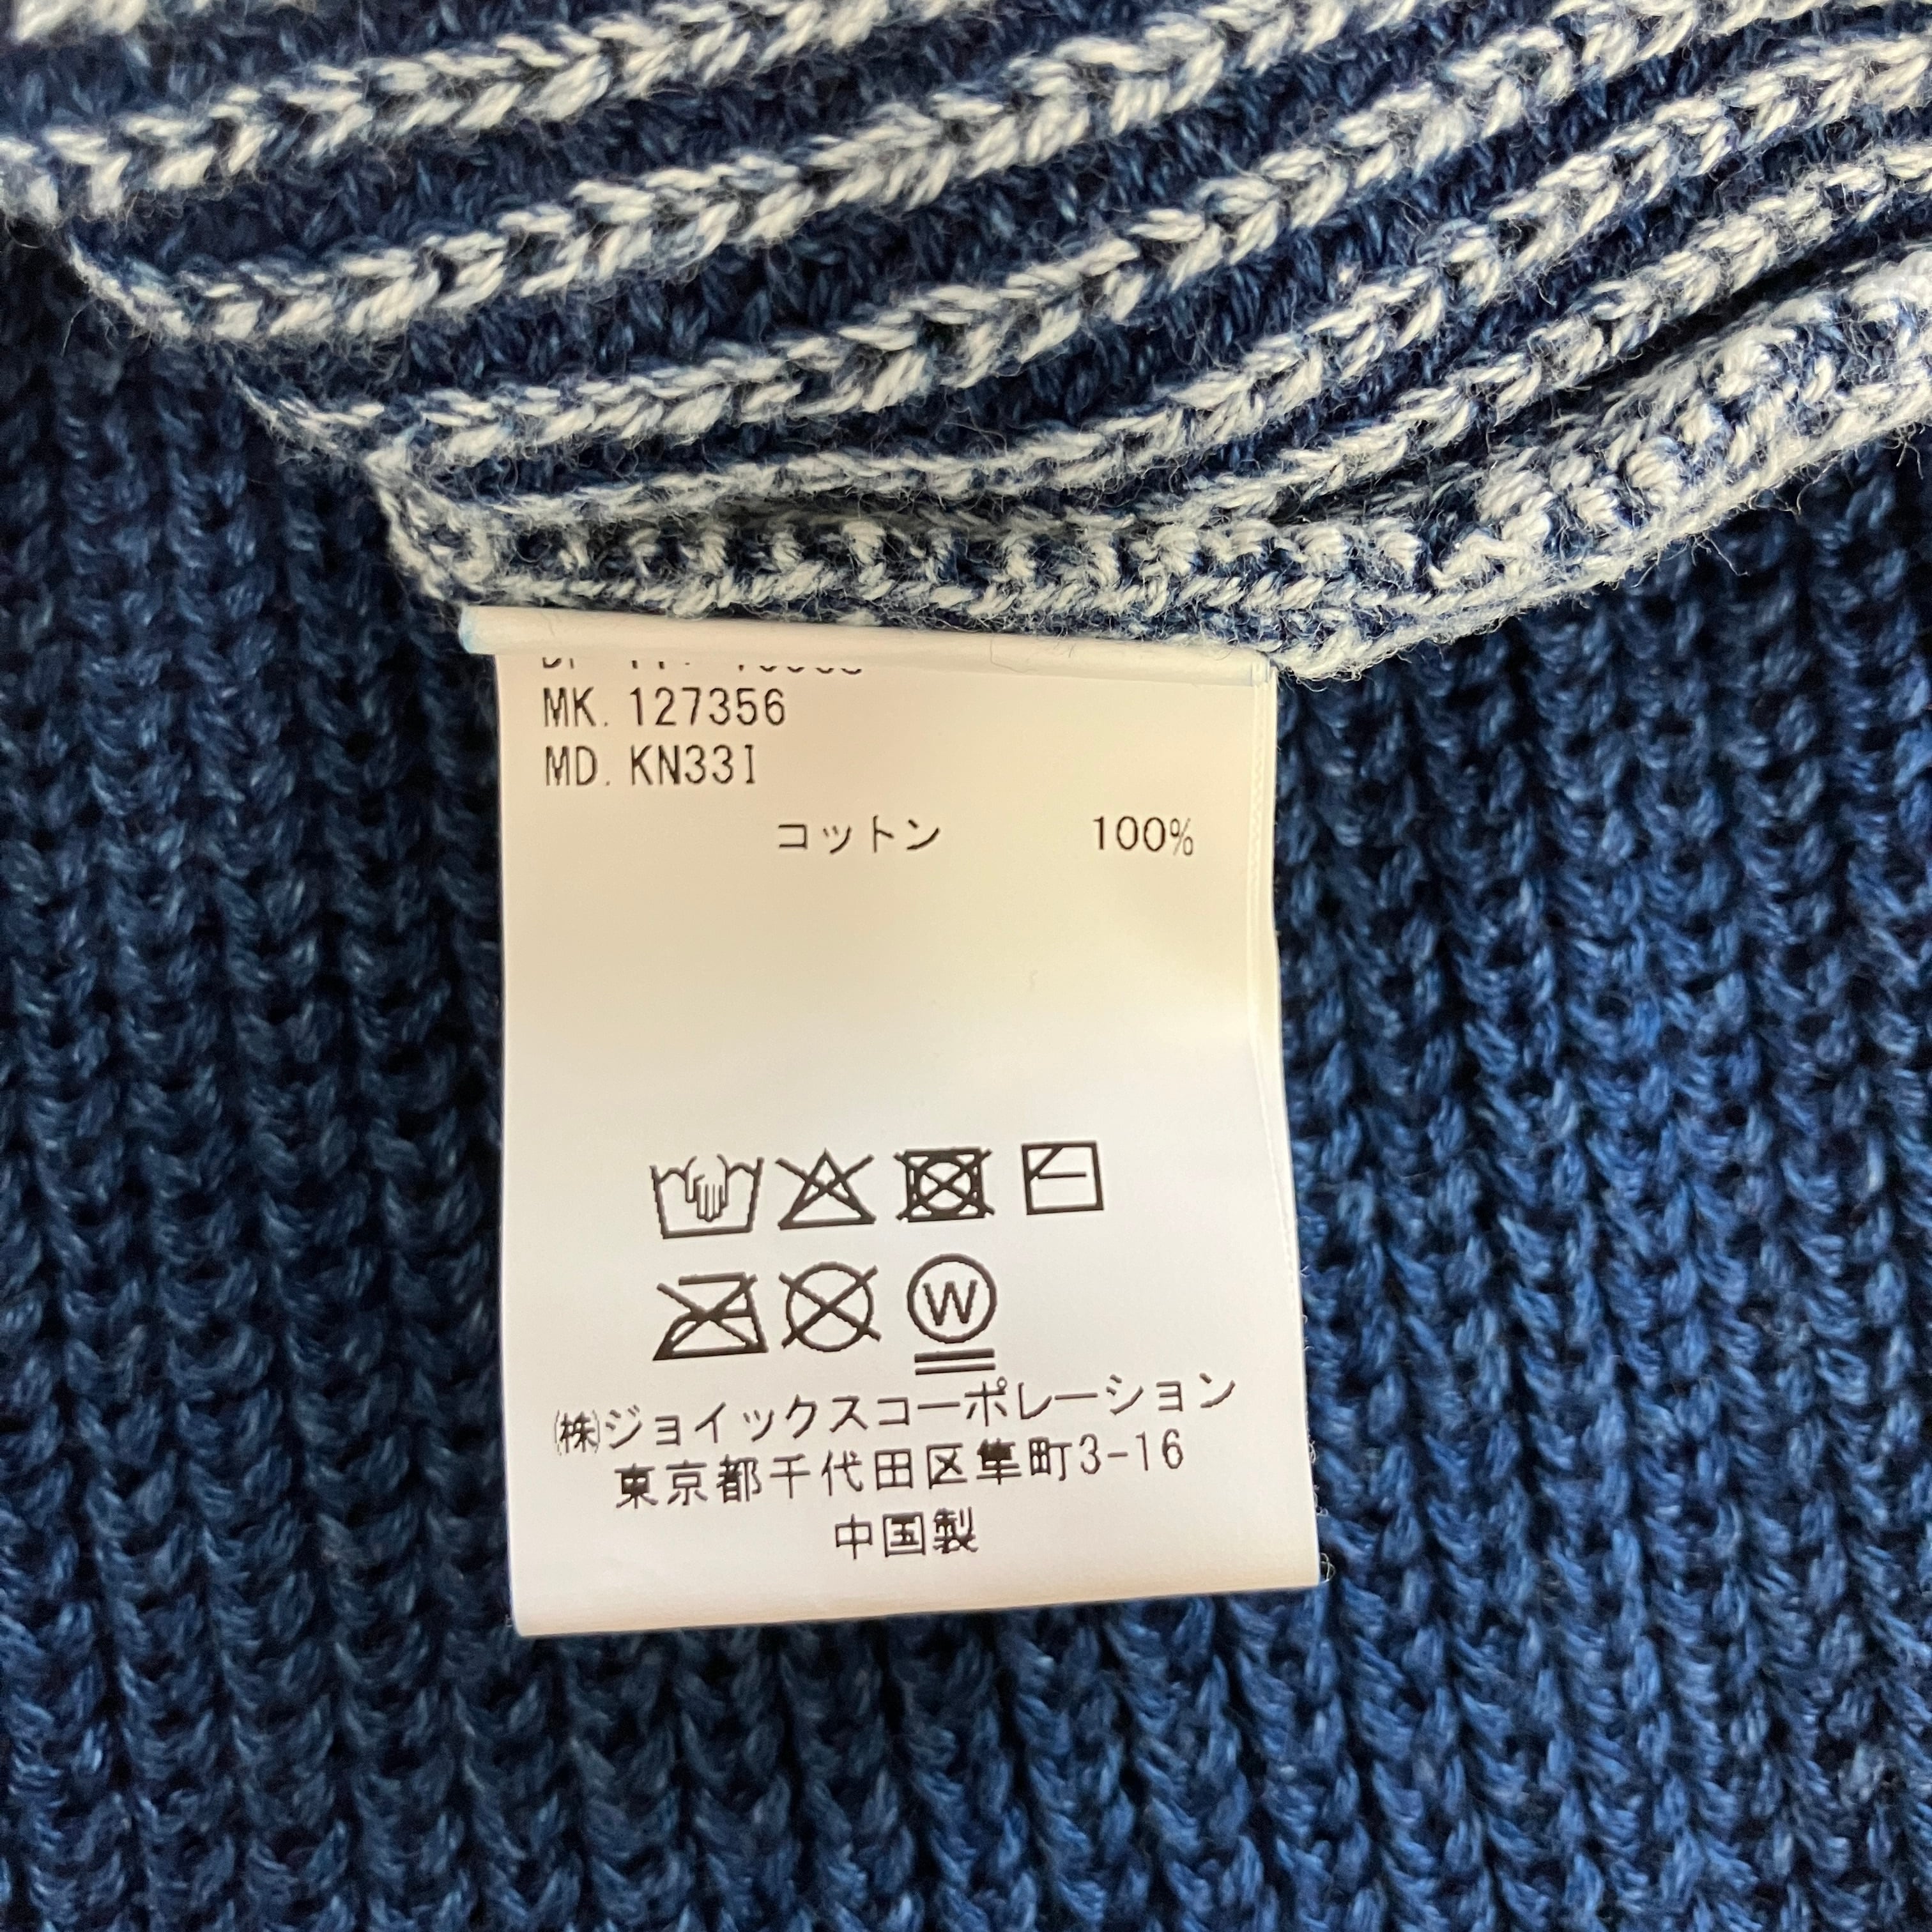 MK. 127356
MD. KN33I
コットン 100%
W
㈱ジョイックスコーポレーション
東京都千代田区隼町3-16
中国製